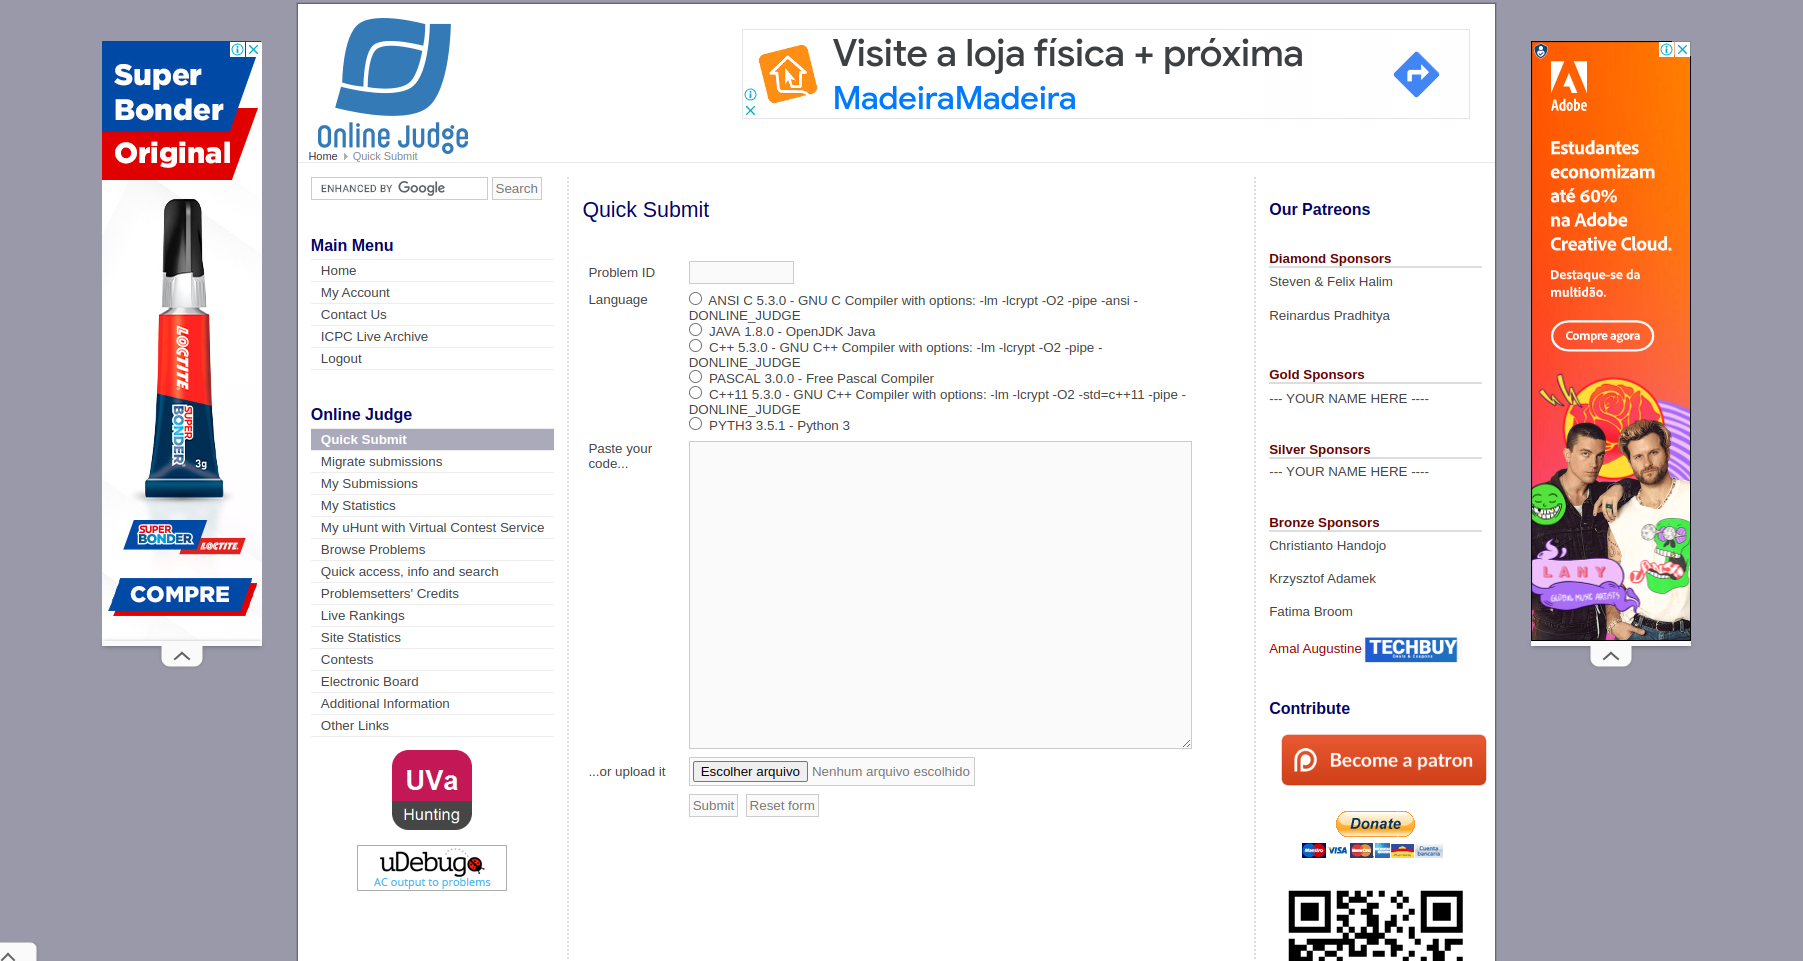 Super
Bonder
Original
LOCTITE
SUPER
BONDER
3g
SUPER
BONDER
LOCTITE
COMPRE
Online Judge
Visite a loja física + próxima
MadeiraMadeira
Home Quick Submit
ENHANCED BY Google Search
Main Menu
Home
My Account
Contact Us
ICPC Live Archive
Logout
Online Judge
Quick Submit
Migrate submissions
My Submissions
My Statistics
My uHunt with Virtual Contest Service
Browse Problems
Quick access, info and search
Problemsetters' Credits
Live Rankings
Site Statistics
Contests
Electronic Board
Additional Information
Other Links
UVa
Hunting
uDebug
AC output to problems
Quick Submit
Problem ID
Language
ANSI C 5.3.0 - GNU C Compiler with options: -lm -lcrypt -O2 -pipe -ansi -
DONLINE_JUDGE
JAVA 1.8.0 - OpenJDK Java
C++ 5.3.0 - GNU C++ Compiler with options: -lm -lcrypt -O2 -pipe -
DONLINE_JUDGE
PASCAL 3.0.0 - Free Pascal Compiler
C++11 5.3.0 - GNU C++ Compiler with options: -lm -lcrypt -O2 -std=c++11 -pipe -
DONLINE_JUDGE
PYTH3 3.5.1 - Python 3
Paste your
code...
...or upload it
Escolher arquivo Nenhum arquivo escolhido
Submit Reset form
Our Patreons
Diamond Sponsors
Steven & Felix Halim
Reinardus Pradhitya
Gold Sponsors
--- YOUR NAME HERE ----
Silver Sponsors
--- YOUR NAME HERE ----
Bronze Sponsors
Christianto Handojo
Krzysztof Adamek
Fatima Broom
Amal Augustine TECHBUY
Deals & Coupons
Contribute
Become a patron
Donate
Maestro VISA MasterCard Cuenta
bancaria
Adobe
Estudantes
economizam
até 60%
na Adobe
Creative Cloud.
Destaque-se da
multidão.
Compre agora
LANY
GLOBAL MUSIC ARTISTS